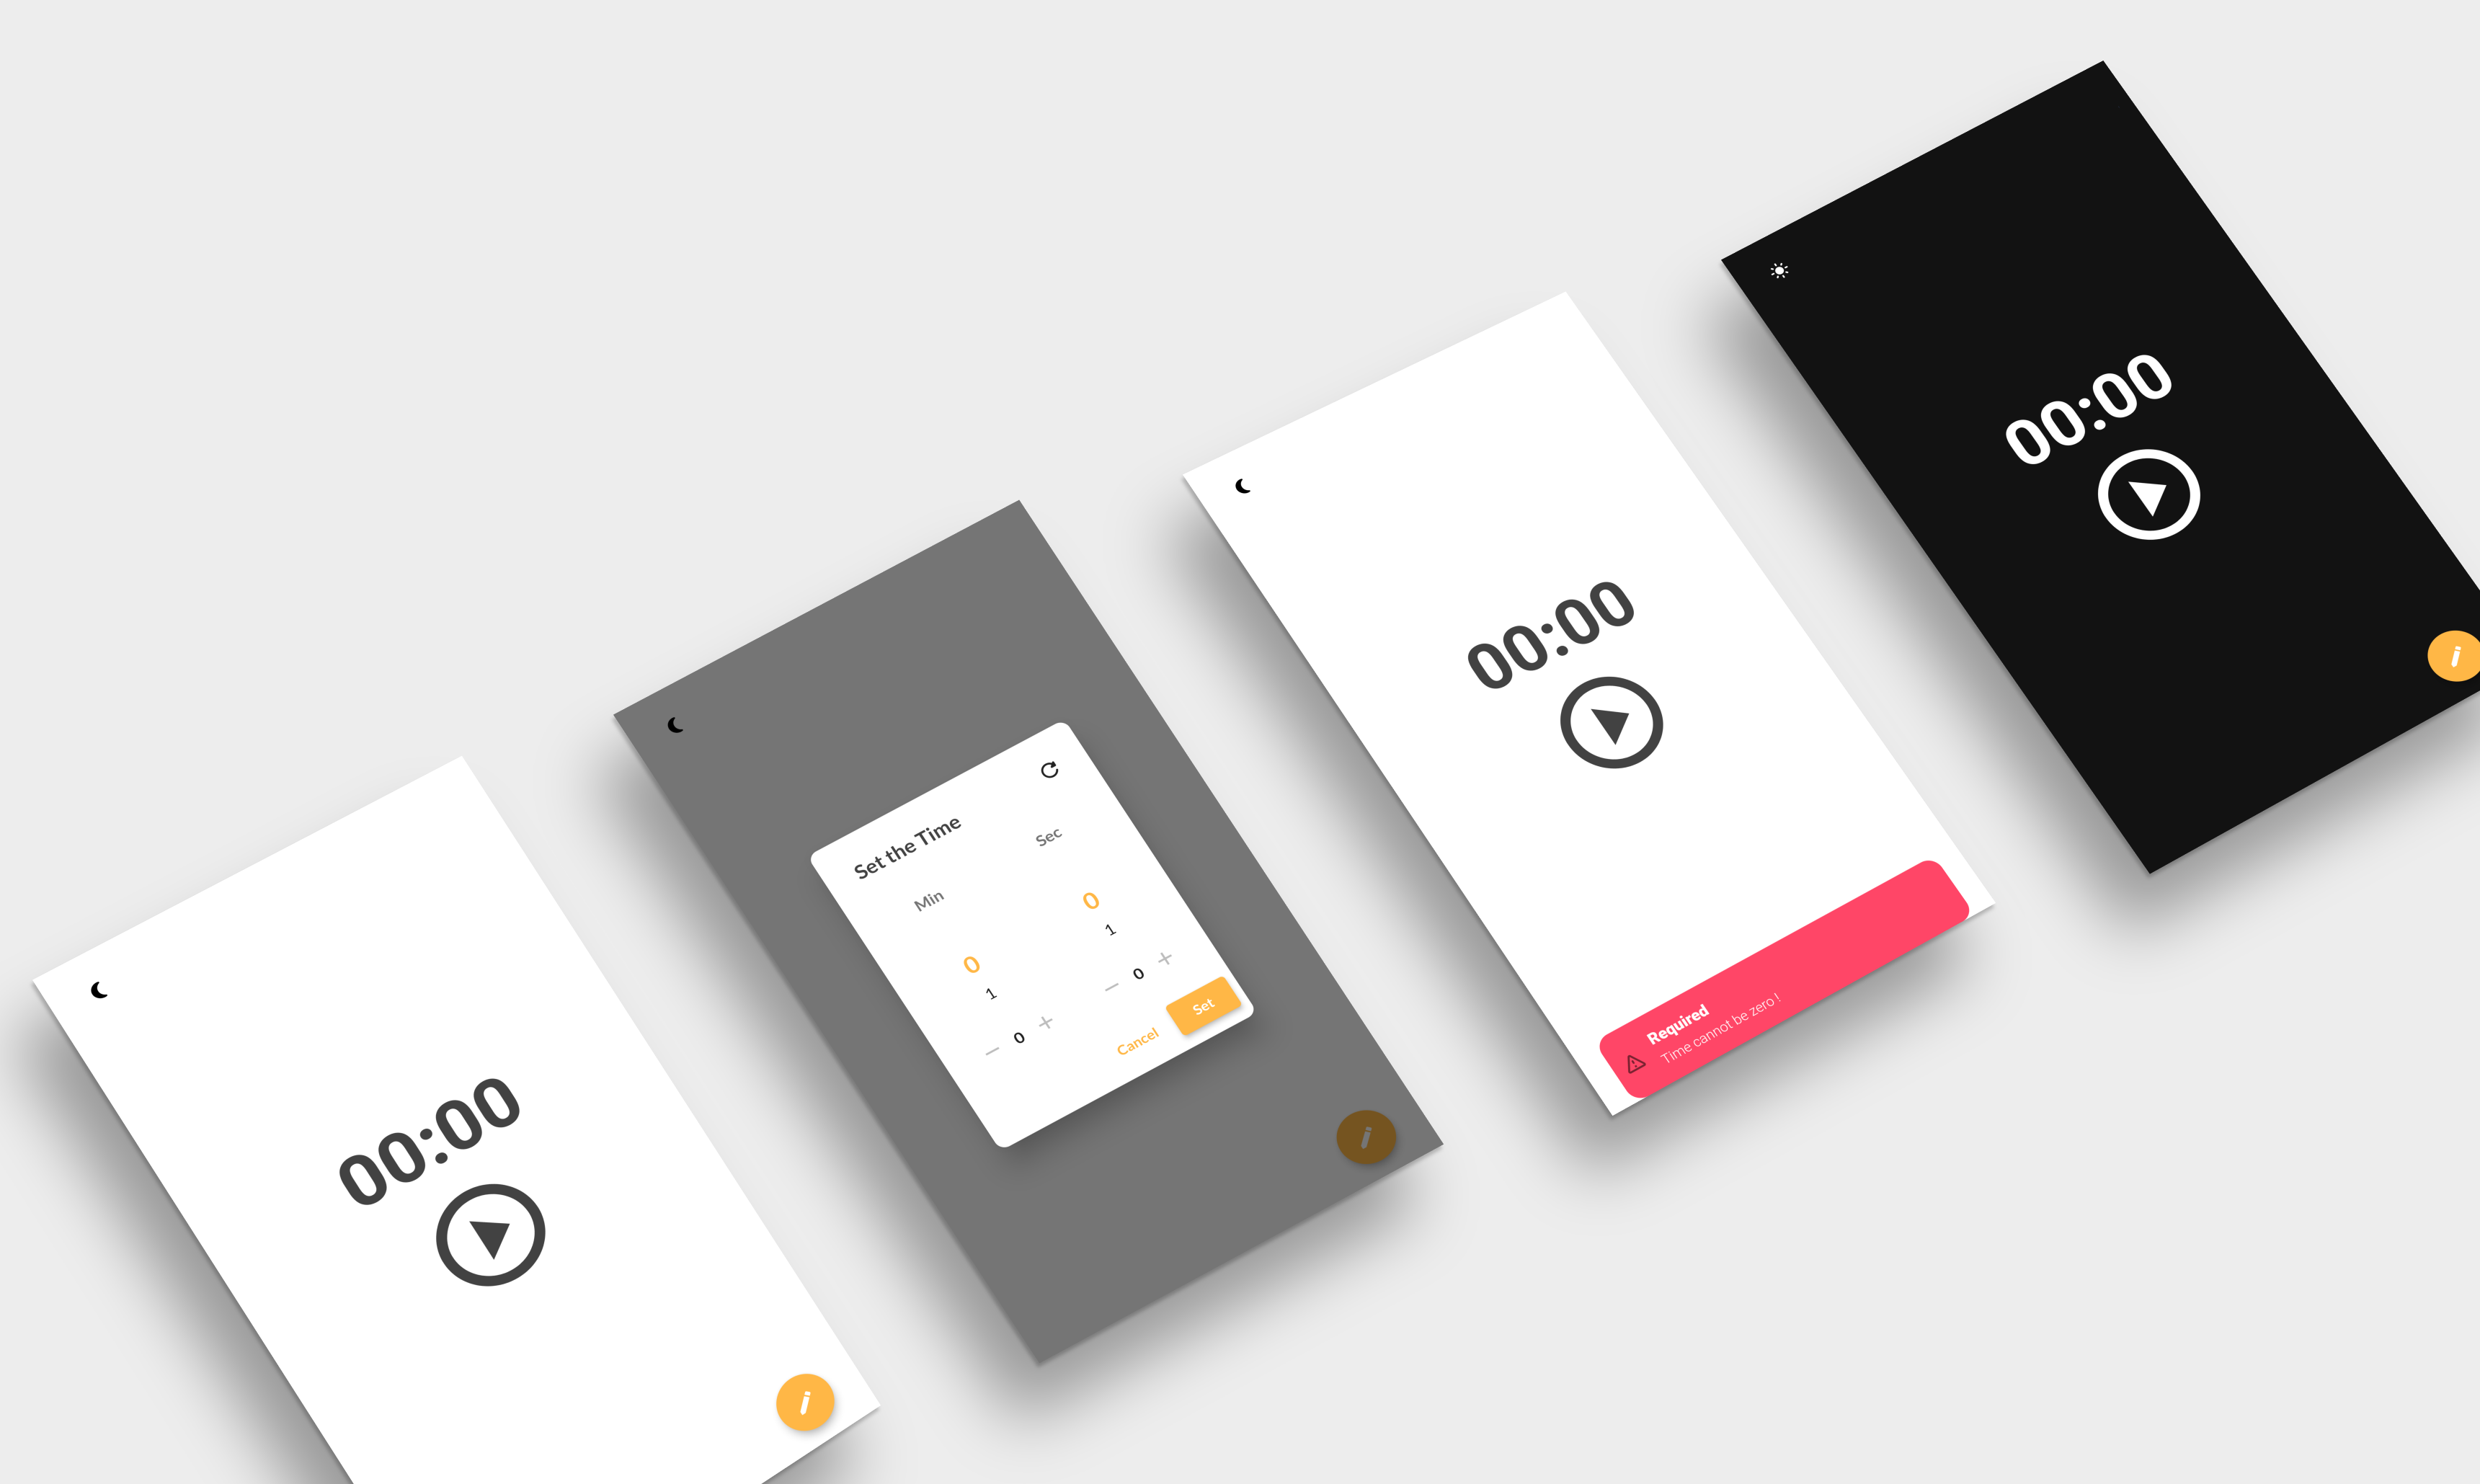 00:00
Set the Time
Min
Sec
0
1
0
1
0
0
Cancel
Set
00:00
Required
Time cannot be zero !
00:00